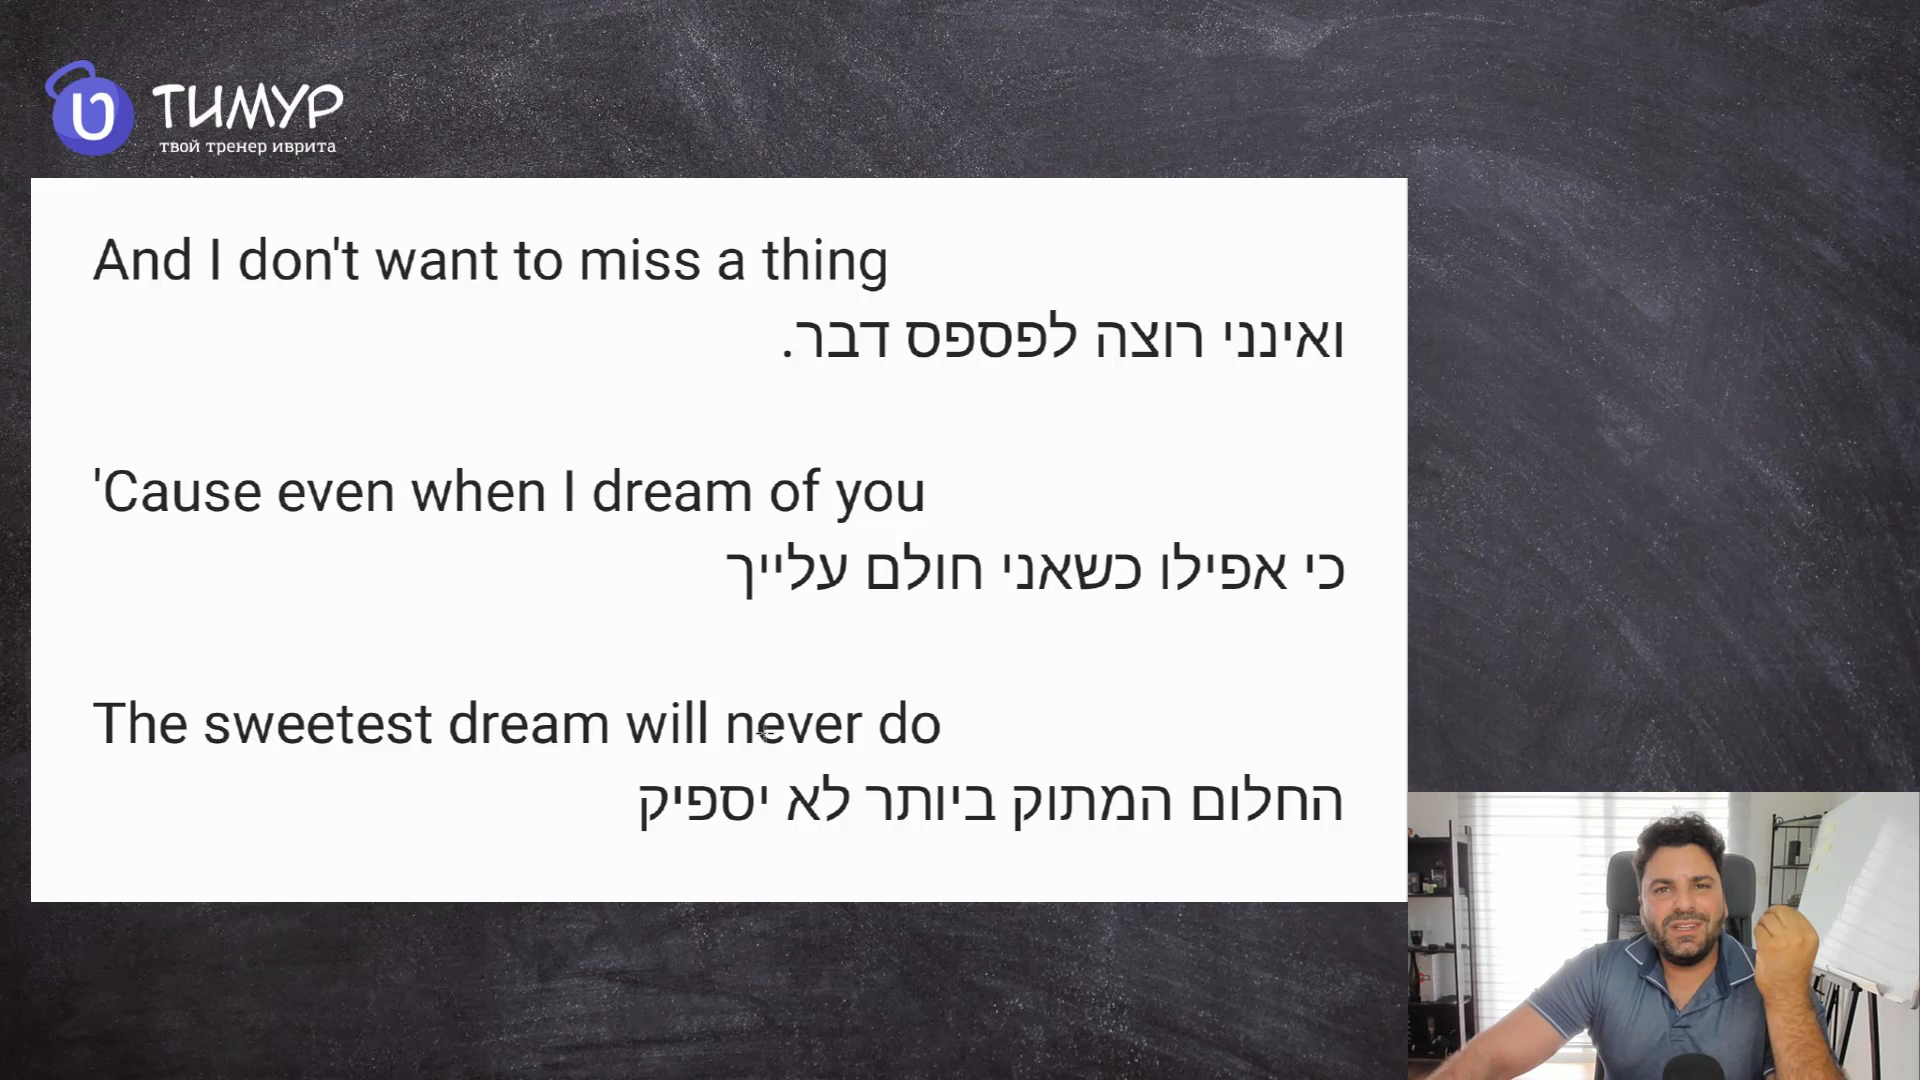 ТИМУР
твой тренер иврита
And I don't want to miss a thing
ואינני רוצה לפספס דבר.
'Cause even when I dream of you
כי אפילו כשאני חולם עלייך
The sweetest dream will never do
החלום המתוק ביותר לא יספיק